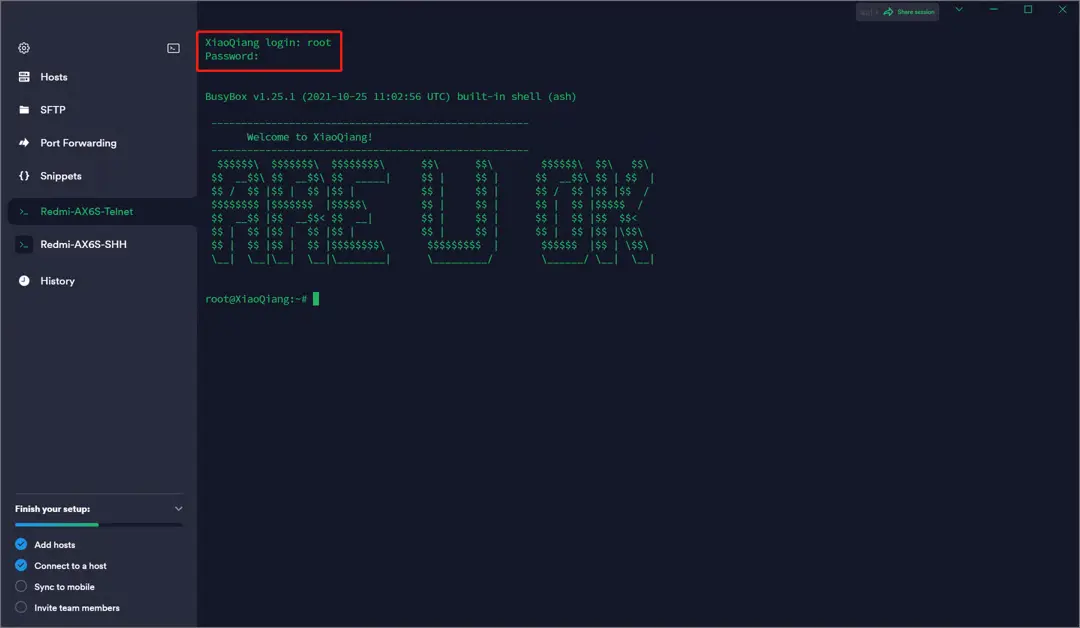 Share session
Hosts
SFTP
Port Forwarding
Snippets
Redmi-AX6S-Telnet
Redmi-AX6S-SHH
History
Finish your setup:
Add hosts
Connect to a host
Sync to mobile
Invite team members
XiaoQiang login: root
Password:
BusyBox v1.25.1 (2021-10-25 11:02:56 UTC) built-in shell (ash)
-----------------------------------------------------
Welcome to XiaoQiang!
-----------------------------------------------------
$$$$$$\  $$$$$$$\  $$$$$$$$\      $$\      $$\        $$$$$$\  $$\   $$\
$$  __$$\ $$  __$$\ $$  _____|     $$ |     $$ |      $$  __$$\ $$ | $$  |
$$ /  $$ |$$ |  $$ |$$ |           $$ |     $$ |      $$ /  $$ |$$ |$$  /
$$$$$$$$ |$$$$$$$  |$$$$$\         $$ |     $$ |      $$ |  $$ |$$$$$  /
$$  __$$ |$$  __$$< $$  __|        $$ |     $$ |      $$ |  $$ |$$  $$<
$$ |  $$ |$$ |  $$ |$$ |           $$ |     $$ |      $$ |  $$ |$$ |\$$\
$$ |  $$ |$$ |  $$ |$$$$$$$$\       $$$$$$$$$  |       $$$$$$  |$$ | \$$\
\__|  \__|\__|  \__|\________|      \_________/        \______/ \__|  \__|
root@XiaoQiang:~#